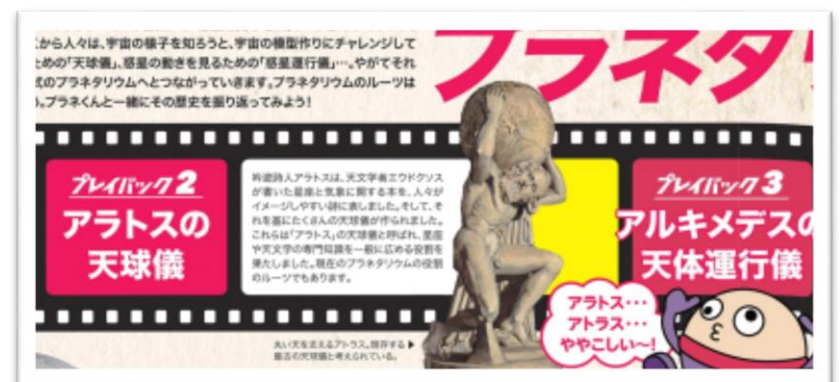 こから人々は、宇宙の様子を知ろうと、宇宙の模型作りにチャレンジして
ための「天球儀」、惑星の動きを見るための「惑星運行儀」…。やがてそれ
式のプラネタリウムへとつながっていきます。プラネタリウムのルーツは
う。プラネくんと一緒にその歴史を振り返ってみよう!
プラネタ
プレイバック2
アラトスの
天球儀
吟遊詩人アラトスは、天文学者エウドクソス
が書いた星座と気象に関する本を、人々が
イメージしやすい詩に表しました。そして、そ
れを基にたくさんの天球儀が作られました。
これらは「アラトス」の天球儀と呼ばれ、星座
や天文学の専門知識を一般に広める役割を
果たしました。現在のプラネタリウムの役割
のルーツでもあります。
プレイバック3
アルキメデスの
天体運行儀
アラトス・・・
アトラス・・・
ややこしい〜!
丸い天を支えるアトラス。現存する▶
最古の天球儀と考えられている。